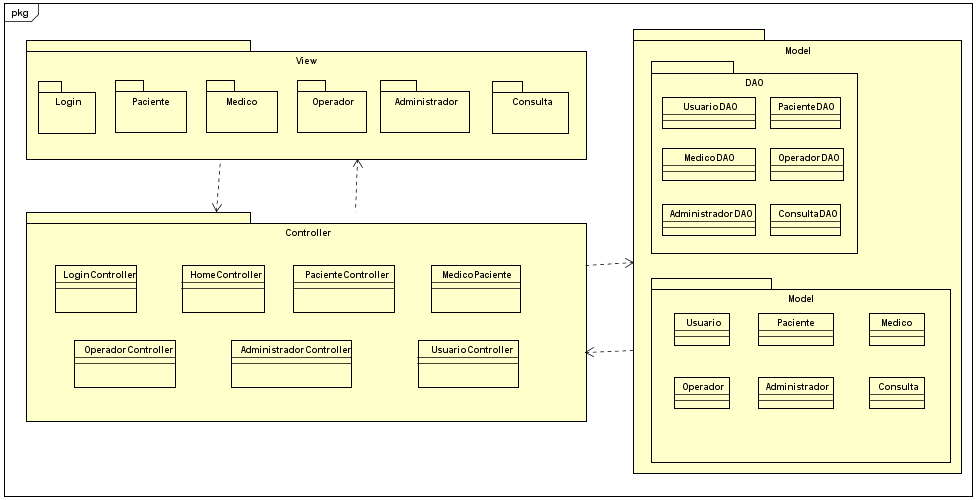 pkg
View
Login
Paciente
Medico
Operador
Administrador
Consulta
Controller
LoginController
HomeController
PacienteController
MedicoPaciente
OperadorController
AdministradorController
UsuarioController
Model
DAO
UsuarioDAO
PacienteDAO
MedicoDAO
OperadorDAO
AdministradorDAO
ConsultaDAO
Model
Usuario
Paciente
Medico
Operador
Administrador
Consulta